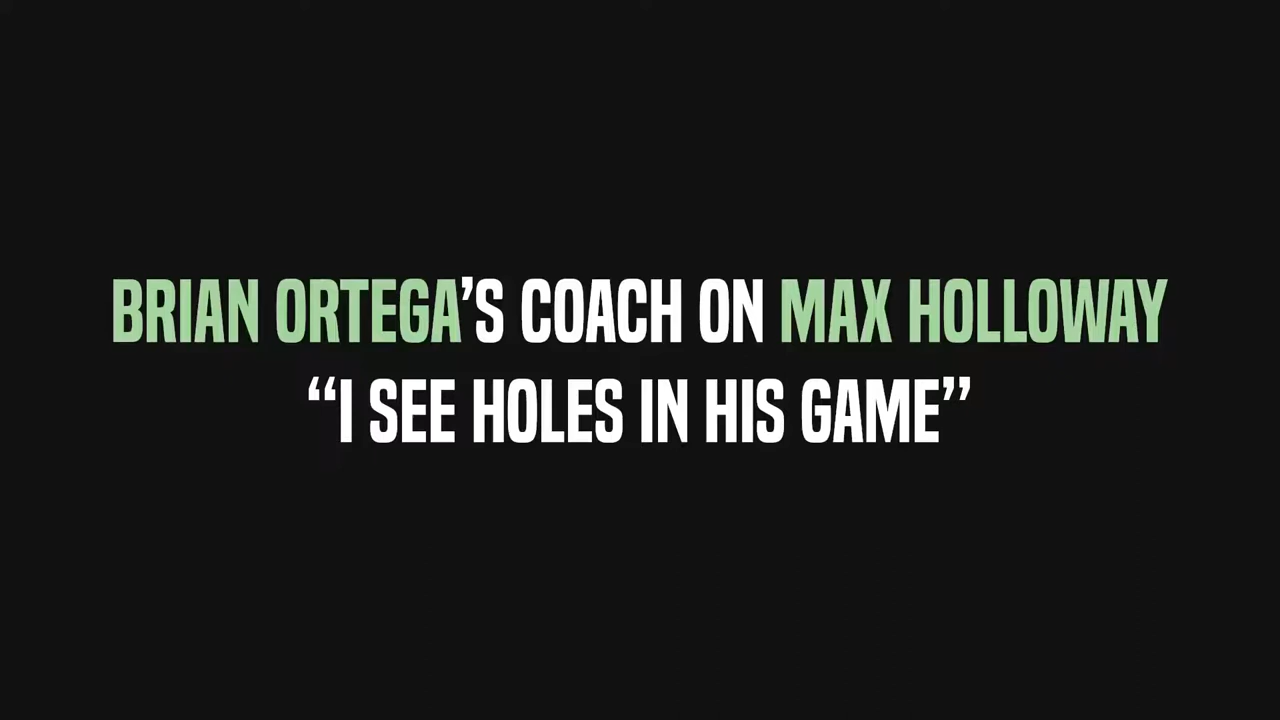 BRIAN ORTEGA’S COACH ON MAX HOLLOWAY
“I SEE HOLES IN HIS GAME”